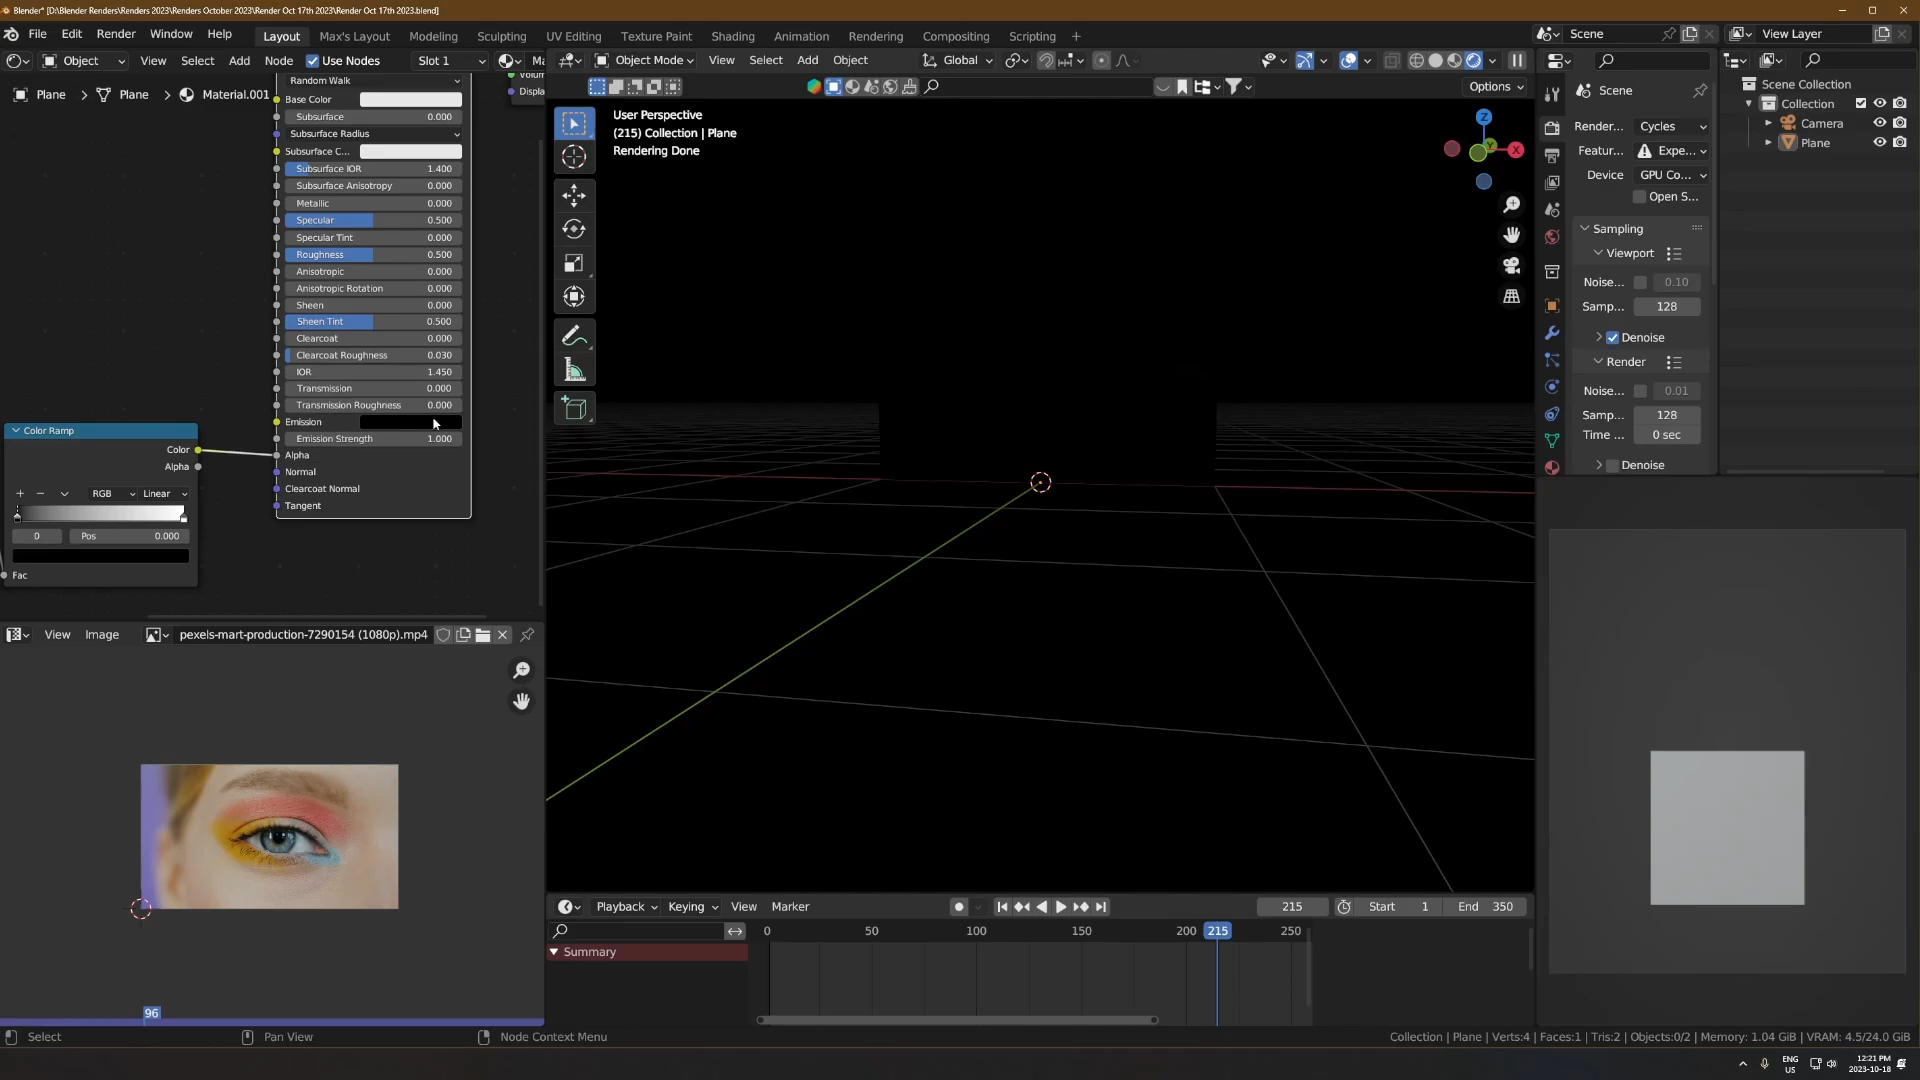 Blender* [D:\Blender Renders\Renders 2023\Renders October 2023\Render Oct 17th 2023\Render Oct 17th 2023.blend]
File Edit Render Window Help Layout Max's Layout Modeling Sculpting UV Editing Texture Paint Shading Animation Rendering Compositing Scripting + Scene View Layer
Object View Select Add Node Use Nodes Slot 1 Ma Object Mode View Select Add Object Global
Options
Plane > Plane > Material.001
Random Walk
Base Color
Subsurface 0.000
Subsurface Radius
Subsurface C...
Subsurface IOR 1.400
Subsurface Anisotropy 0.000
Metallic 0.000
Specular 0.500
Specular Tint 0.000
Roughness 0.500
Anisotropic 0.000
Anisotropic Rotation 0.000
Sheen 0.000
Sheen Tint 0.500
Clearcoat 0.000
Clearcoat Roughness 0.030
IOR 1.450
Transmission 0.000
Transmission Roughness 0.000
Emission
Emission Strength 1.000
Alpha
Normal
Clearcoat Normal
Tangent
Volum
Displa
Color Ramp
Color
Alpha
+ − RGB Linear
0 Pos 0.000
Fac
User Perspective
(215) Collection | Plane
Rendering Done
Z
Y
X
Scene
Render... Cycles
Featur... Expe...
Device GPU Co...
Open S...
Sampling
Viewport
Noise... 0.10
Samp... 128
Denoise
Render
Noise... 0.01
Samp... 128
Time ... 0 sec
Denoise
Scene Collection
Collection
Camera
Plane
View Image pexels-mart-production-7290154 (1080p).mp4
96
Playback Keying View Marker 215 Start 1 End 350
0 50 100 150 200 215 250
Summary
Select Pan View Node Context Menu Collection | Plane | Verts:4 | Faces:1 | Tris:2 | Objects:0/2 | Memory: 1.04 GiB | VRAM: 4.5/24.0 GiB
ENG
US
12:21 PM
2023-10-18